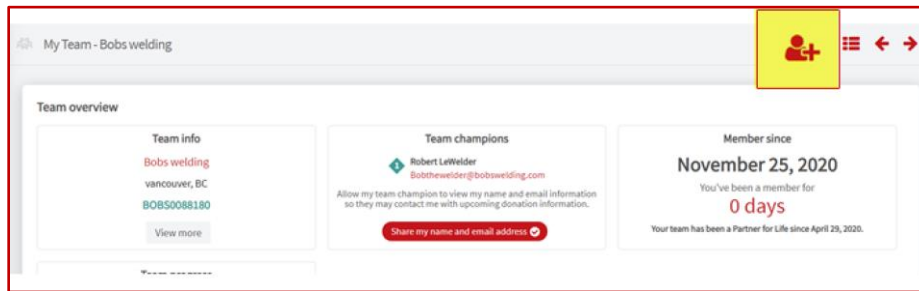 My Team - Bobs welding
Team overview
Team info
Bobs welding
vancouver, BC
BOBS0088180
View more
Team champions
1
Robert LeWelder
Bobthewelder@bobswelding.com
Allow my team champion to view my name and email information
so they may contact me with upcoming donation information.
Share my name and email address
Member since
November 25, 2020
You've been a member for
0 days
Your team has been a Partner for Life since April 29, 2020.